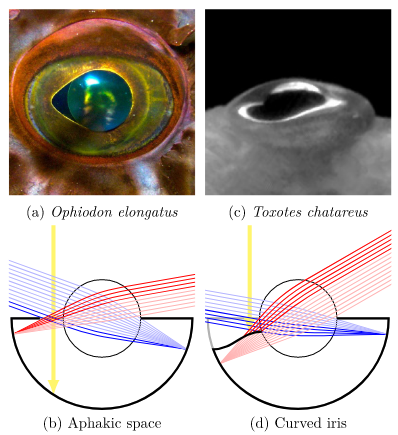 (a) Ophiodon elongatus
(c) Toxotes chatareus
(b) Aphakic space
(d) Curved iris